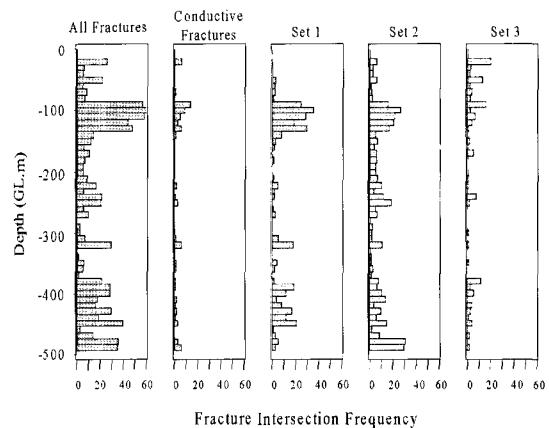 All Fractures
Conductive
Fractures
Set 1
Set 2
Set 3
0
-100
-200
-300
-400
-500
Depth (GL.m)
0 20 40 60
0 20 40 60
0 20 40 60
0 20 40 60
0 20 40 60
Fracture Intersection Frequency